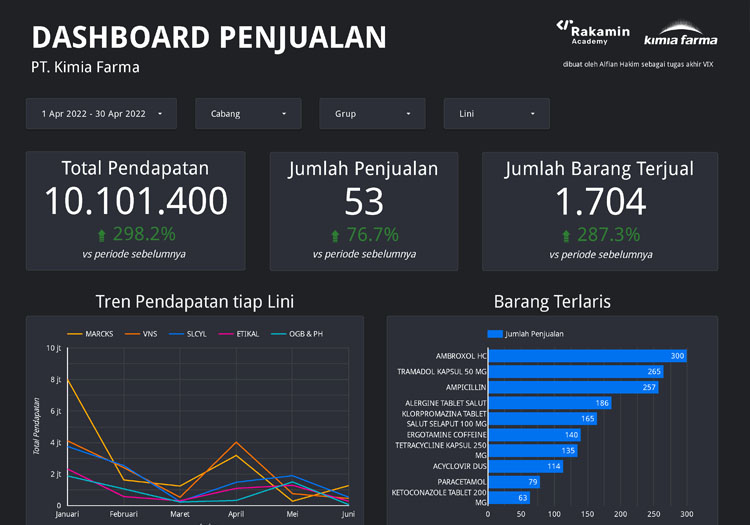 DASHBOARD PENJUALAN
PT. Kimia Farma
Rakamin
Academy
kimia farma
dibuat oleh Alfian Hakim sebagai tugas akhir VIX
1 Apr 2022 - 30 Apr 2022
Cabang
Grup
Lini
Total Pendapatan
10.101.400
298.2%
vs periode sebelumnya
Jumlah Penjualan
53
76.7%
vs periode sebelumnya
Jumlah Barang Terjual
1.704
287.3%
vs periode sebelumnya
Tren Pendapatan tiap Lini
MARCKS VNS SLCYL ETIKAL OGB & PH
Total Pendapatan
10 jt
8 jt
6 jt
4 jt
2 jt
0
Januari Februari Maret April Mei Juni
Barang Terlaris
Jumlah Penjualan
AMBROXOL HC 300
TRAMADOL KAPSUL 50 MG 265
AMPICILLIN 257
ALERGINE TABLET SALUT 186
KLORPROMAZINA TABLET
SALUT SELAPUT 100 MG 165
ERGOTAMINE COFFEINE 140
TETRACYCLINE KAPSUL 250
MG 135
ACYCLOVIR DUS 114
PARACETAMOL 79
KETOCONAZOLE TABLET 200
MG 63
0 50 100 150 200 250 300